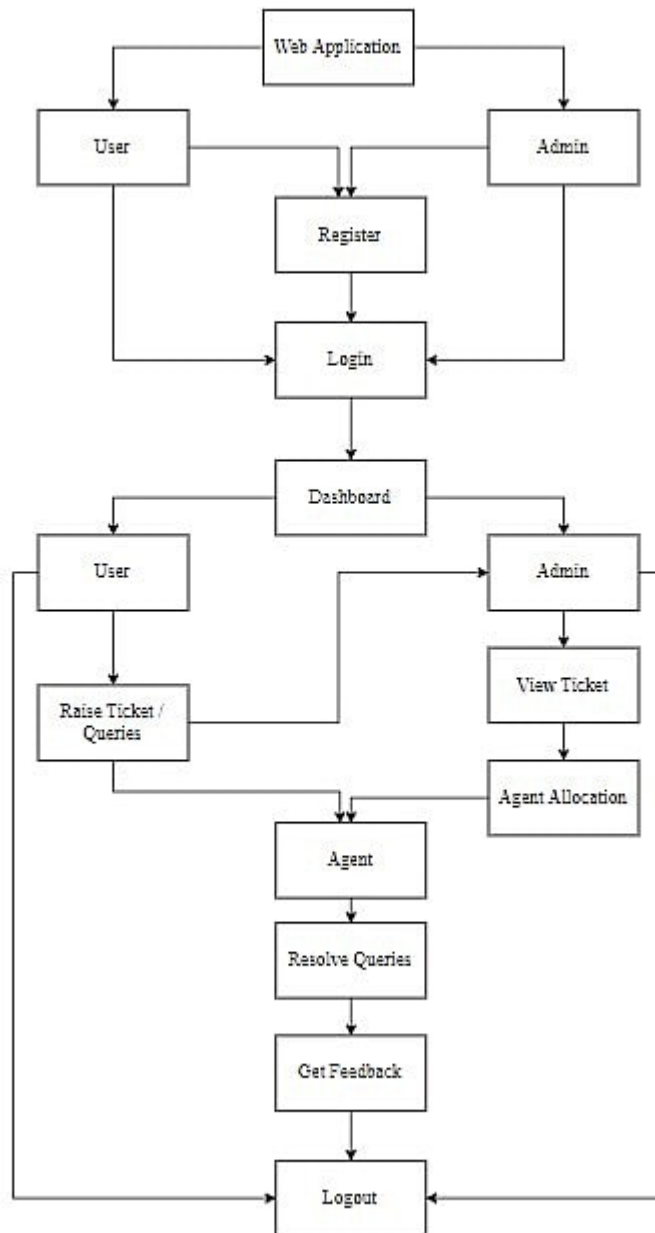 Web Application
User
Admin
Register
Login
Dashboard
User
Admin
View Ticket
Raise Ticket /
Queries
Agent Allocation
Agent
Resolve Queries
Get Feedback
Logout